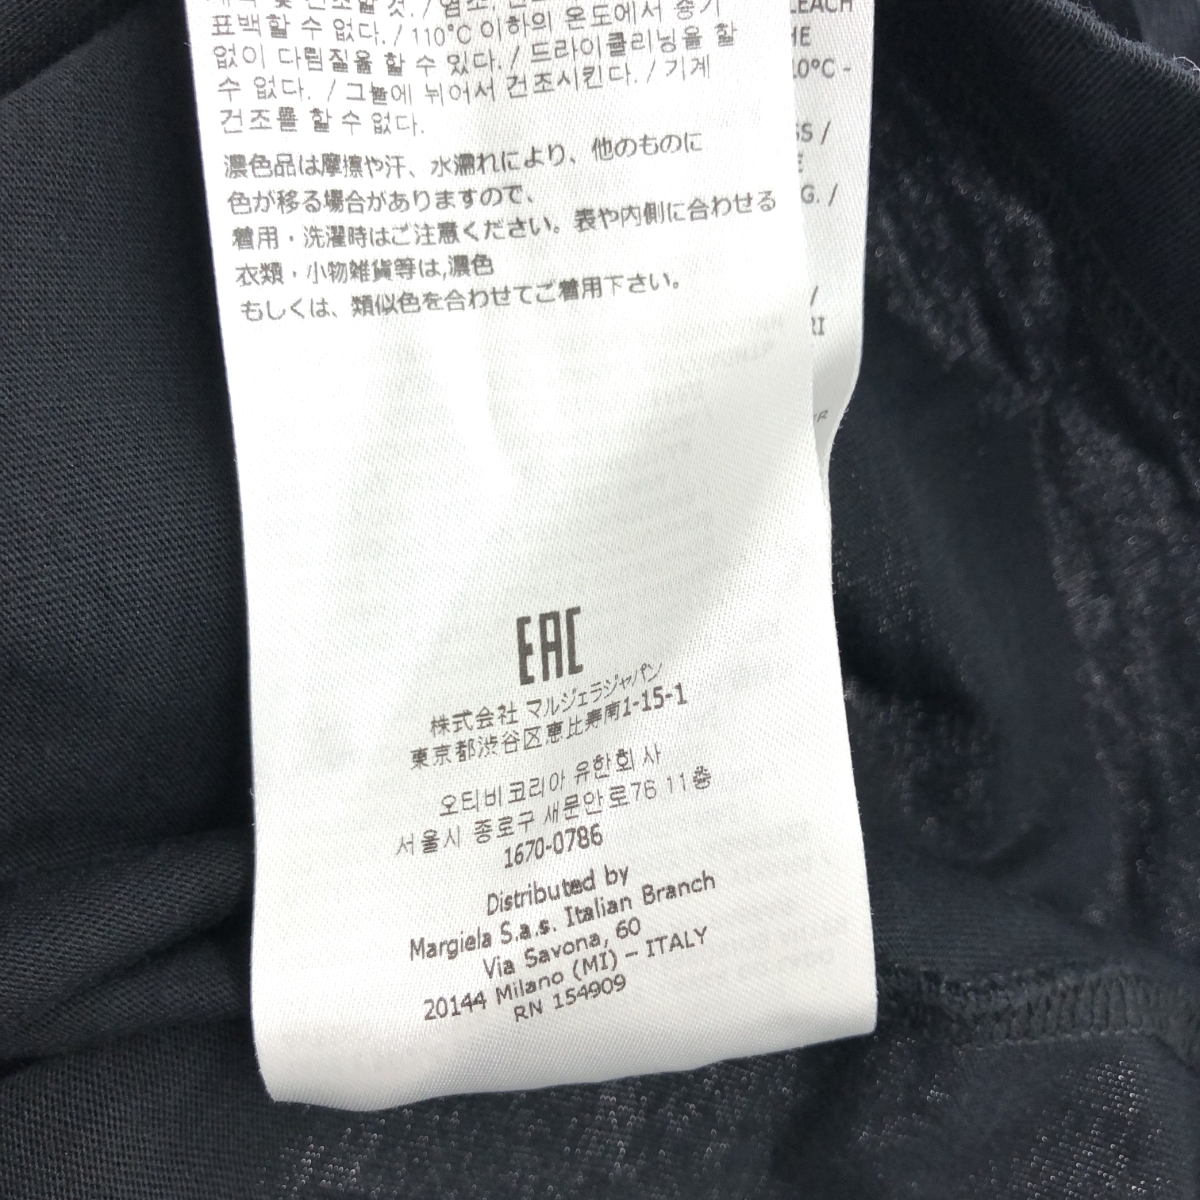 표백할 수 없다. / 110°C 이하의 온도에서 증기
없이 다림질을 할 수 있다. / 드라이클리닝을 할
수 없다. / 그늘에 뉘어서 건조시킨다. / 기계
건조를 할 수 없다.
濃色品は摩擦や汗、水濡れにより、他のものに
色が移る場合がありますので、
着用・洗濯時はご注意ください。表や内側に合わせる
衣類・小物雑貨等は,濃色
もしくは、類似色を合わせてご着用下さい。
EAC
株式会社 マルジェラジャパン
東京都渋谷区恵比寿南1-15-1
오티비코리아 유한회사
서울시 종로구 새문안로76 11층
1670-0786
Distributed by
Margiela S.a.s. Italian Branch
Via Savona, 60
20144 Milano (MI) – ITALY
RN 154909
LEACH
HE
10°C -
SS /
E
G. /
/
RI